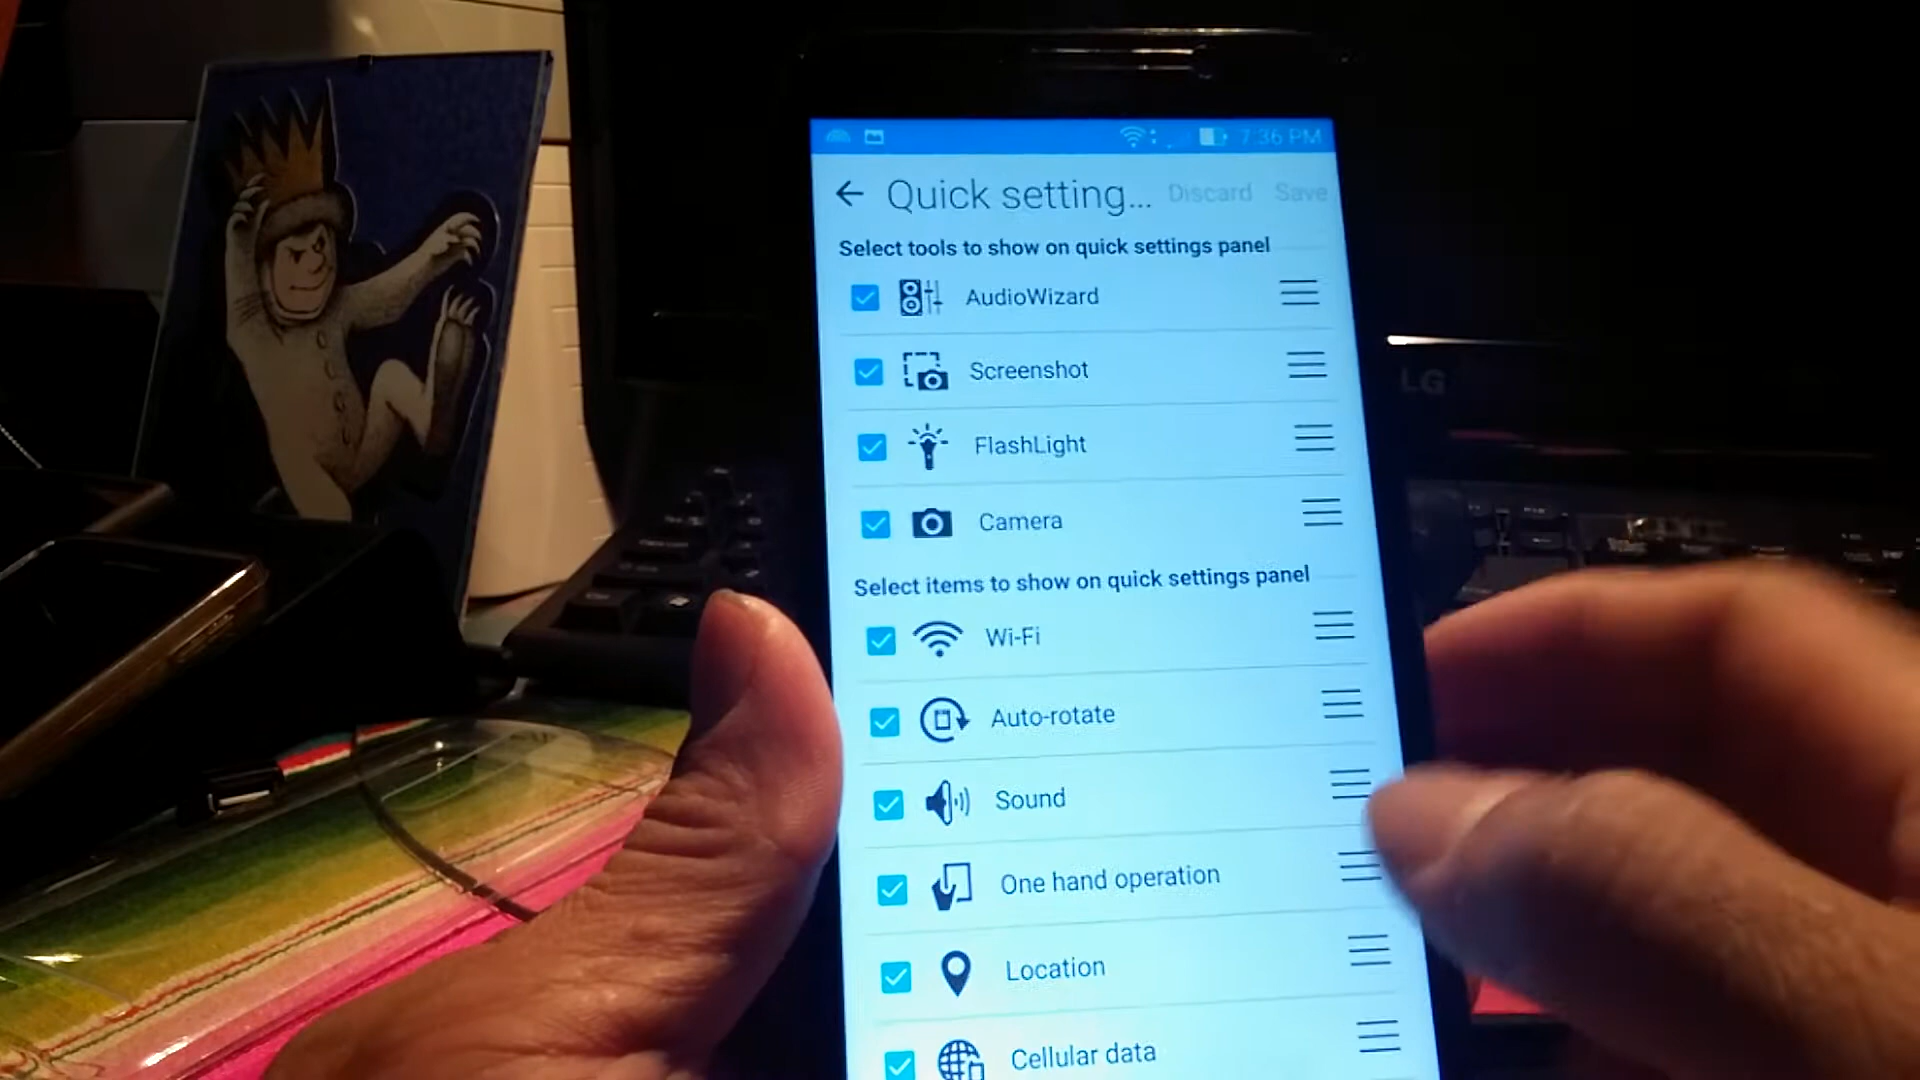 7:36 PM
Quick setting... Discard Save
Select tools to show on quick settings panel
AudioWizard
Screenshot
FlashLight
Camera
Select items to show on quick settings panel
Wi-Fi
Auto-rotate
Sound
One hand operation
Location
Cellular data
LG